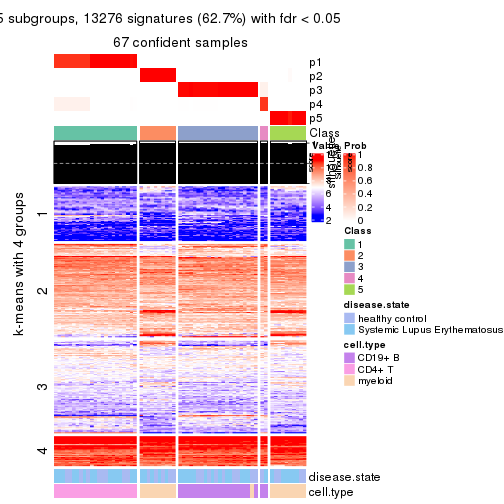 5 subgroups, 13276 signatures (62.7%) with fdr < 0.05
67 confident samples
p1
p2
p3
p4
p5
Class
Value
Prob
1
0.8
0.6
0.4
0.2
0
6
4
2
k-means with 4 groups
1
2
3
4
Class
1
2
3
4
5
disease.state
healthy control
Systemic Lupus Erythematosus
cell.type
CD19+ B
CD4+ T
myeloid
disease.state
cell.type